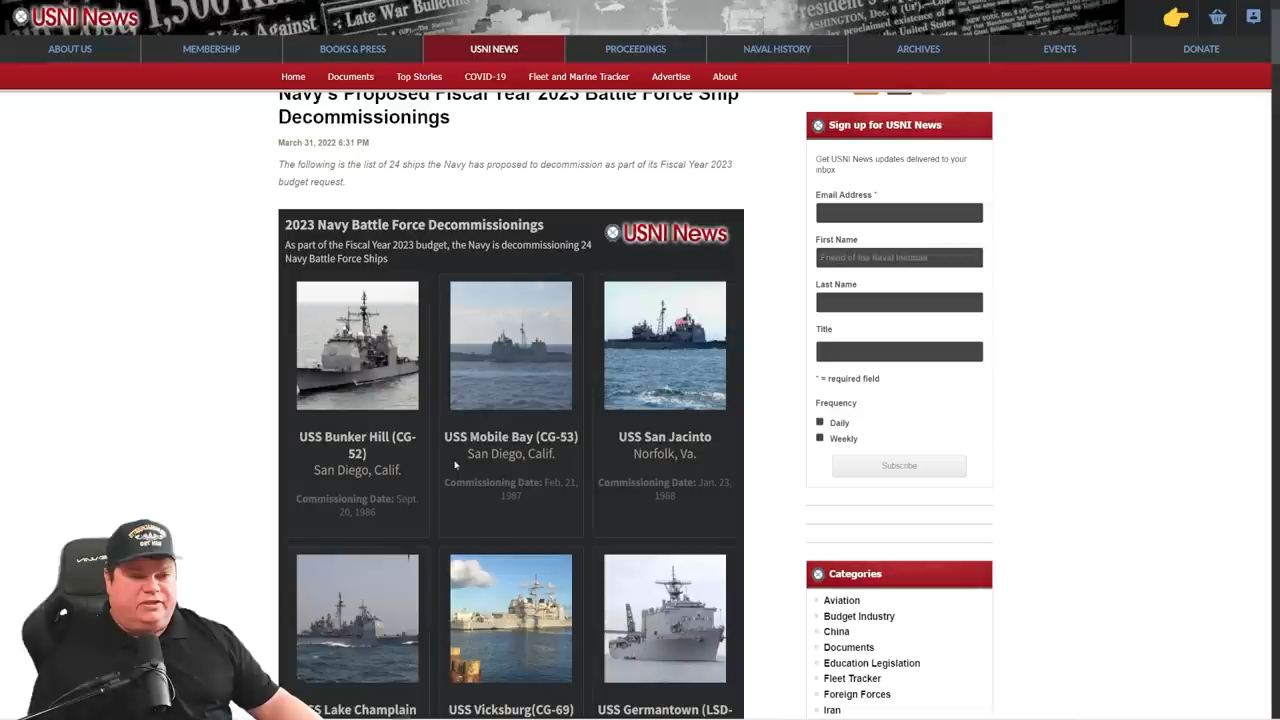 1,500 K
Late War Bulletins
Vote Against
President's Proclamation
USNI News
ABOUT US
MEMBERSHIP
BOOKS & PRESS
USNI NEWS
PROCEEDINGS
NAVAL HISTORY
ARCHIVES
EVENTS
DONATE
Home
Documents
Top Stories
COVID-19
Fleet and Marine Tracker
Advertise
About
Navy's Proposed Fiscal Year 2023 Battle Force Ship
Decommissionings
March 31, 2022 6:31 PM
The following is the list of 24 ships the Navy has proposed to decommission as part of its Fiscal Year 2023
budget request.
2023 Navy Battle Force Decommissionings
As part of the Fiscal Year 2023 budget, the Navy is decommissioning 24
Navy Battle Force Ships
USNI News
USS Bunker Hill (CG-
52)
San Diego, Calif.
Commissioning Date: Sept.
20, 1986
USS Mobile Bay (CG-53)
San Diego, Calif.
Commissioning Date: Feb. 21,
1987
USS San Jacinto
Norfolk, Va.
Commissioning Date: Jan. 23,
1988
S Lake Champlain
USS Vicksburg(CG-69)
USS Germantown (LSD-
Sign up for USNI News
Get USNI News updates delivered to your
inbox
Email Address *
First Name
Friend of the Naval Institute
Last Name
Title
* = required field
Frequency
Daily
Weekly
Subscribe
Categories
Aviation
Budget Industry
China
Documents
Education Legislation
Fleet Tracker
Foreign Forces
Iran